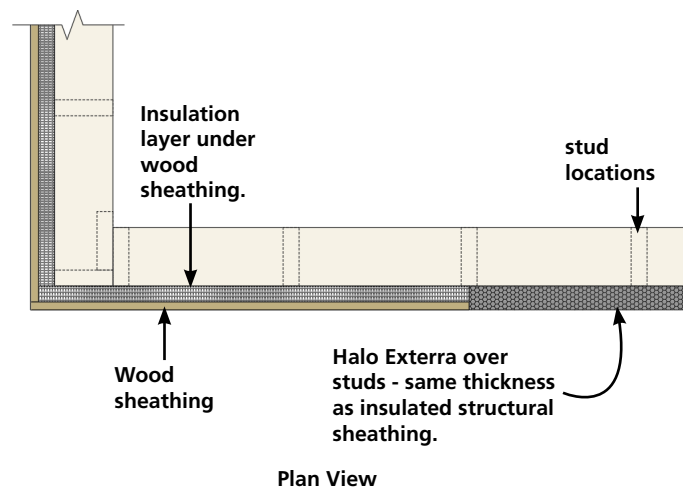 Insulation
layer under
wood
sheathing.
stud
locations
Wood
sheathing
Halo Exterra over
studs - same thickness
as insulated structural
sheathing.
Plan View